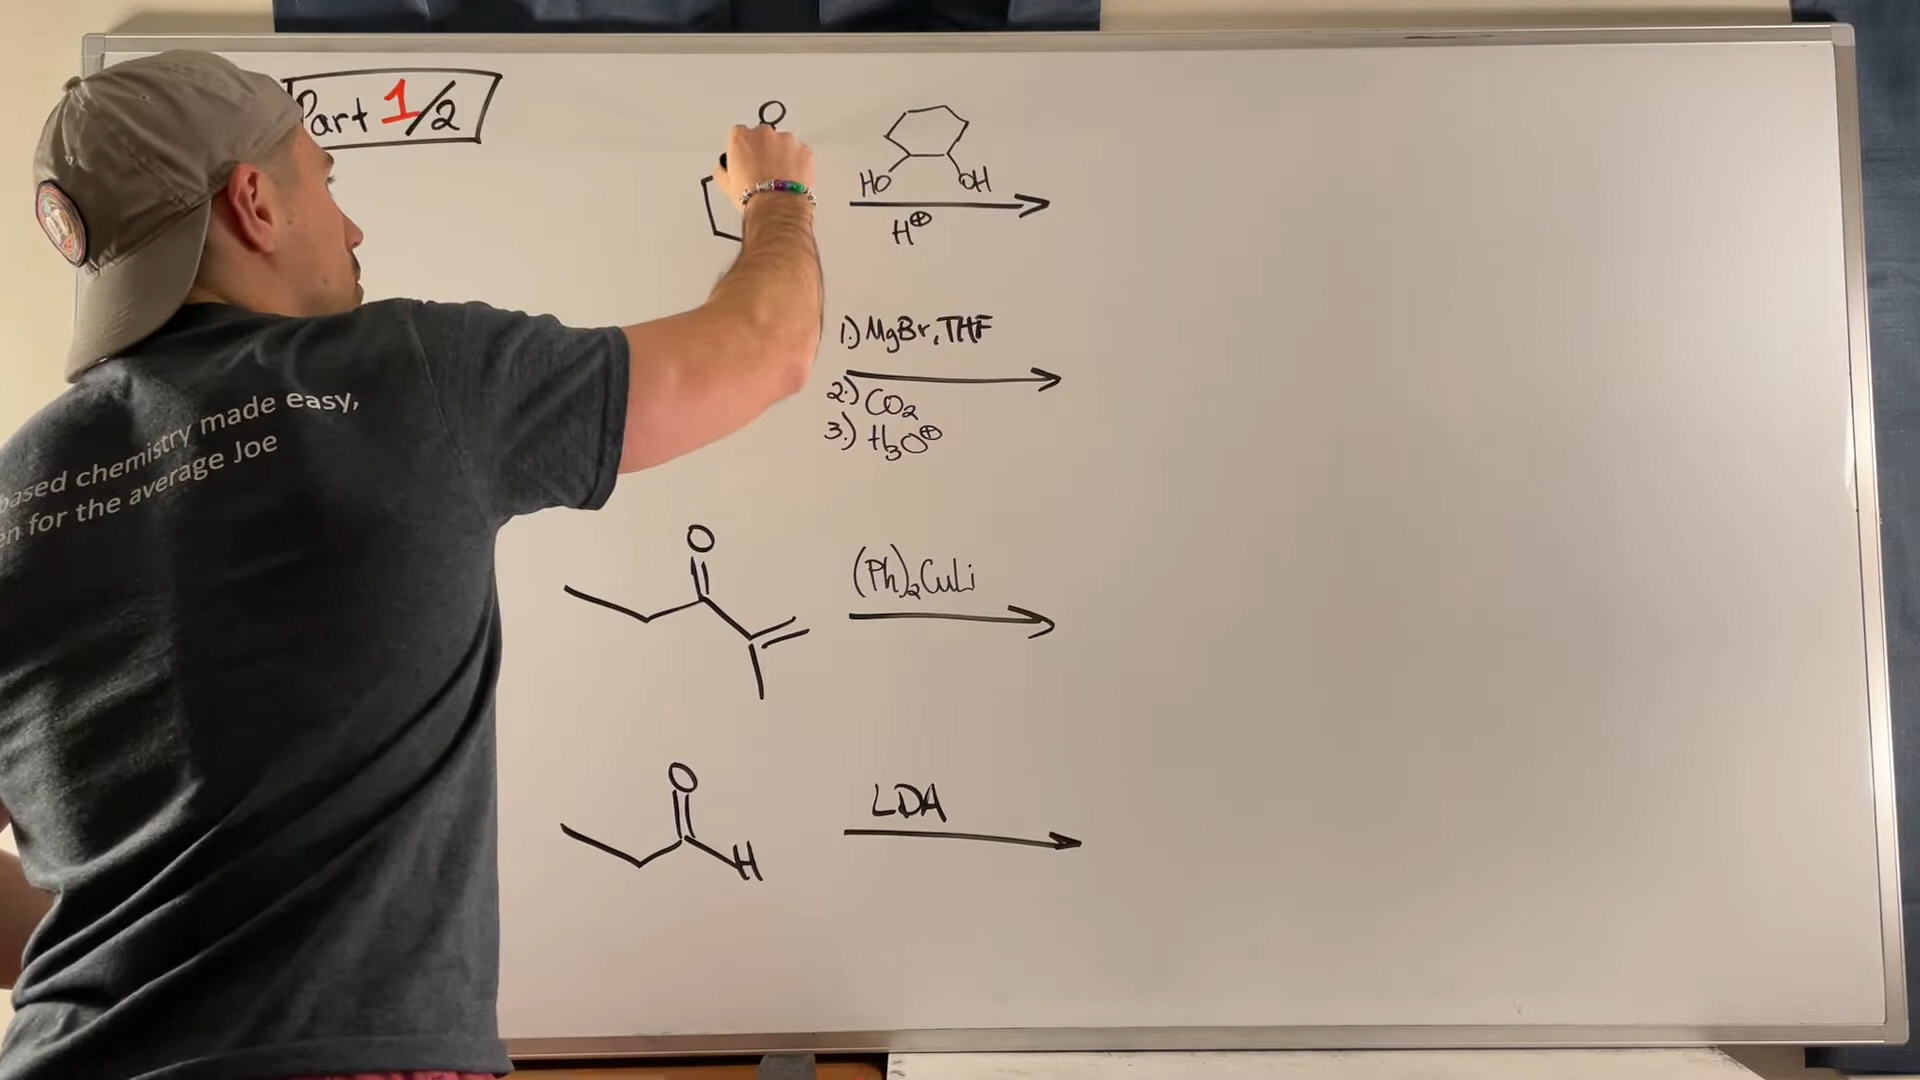 Part 1/2
O
HO OH
H⊕
1.) MgBr, THF
2.) CO₂
3.) H₃O⊕
O
(Ph)₂CuLi
O
H
LDA
based chemistry made easy,
en for the average Joe